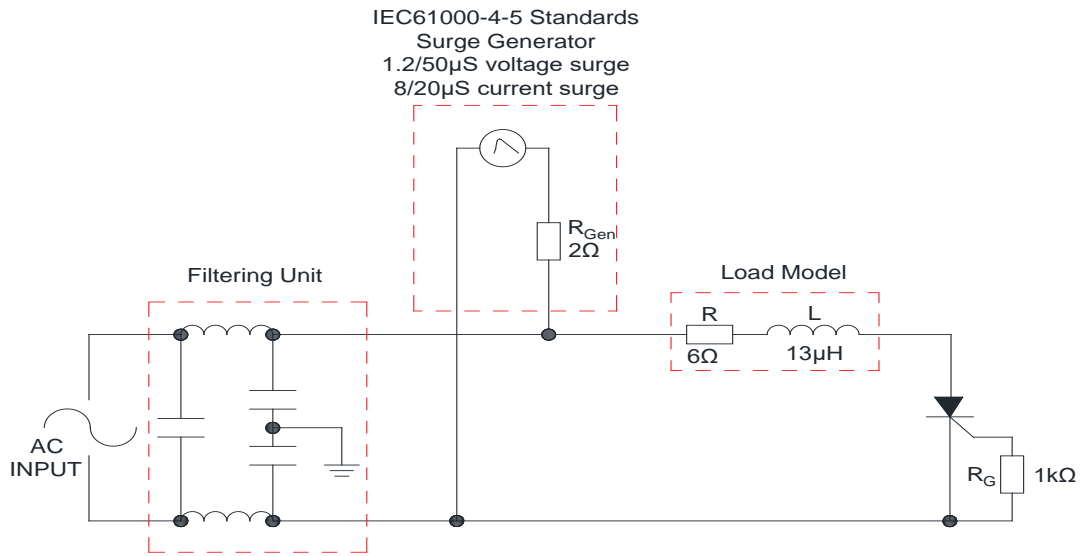 IEC61000-4-5 Standards
Surge Generator
1.2/50µS voltage surge
8/20µS current surge
RGen
2Ω
Filtering Unit
Load Model
R
L
6Ω
13µH
AC
INPUT
RG
1kΩ